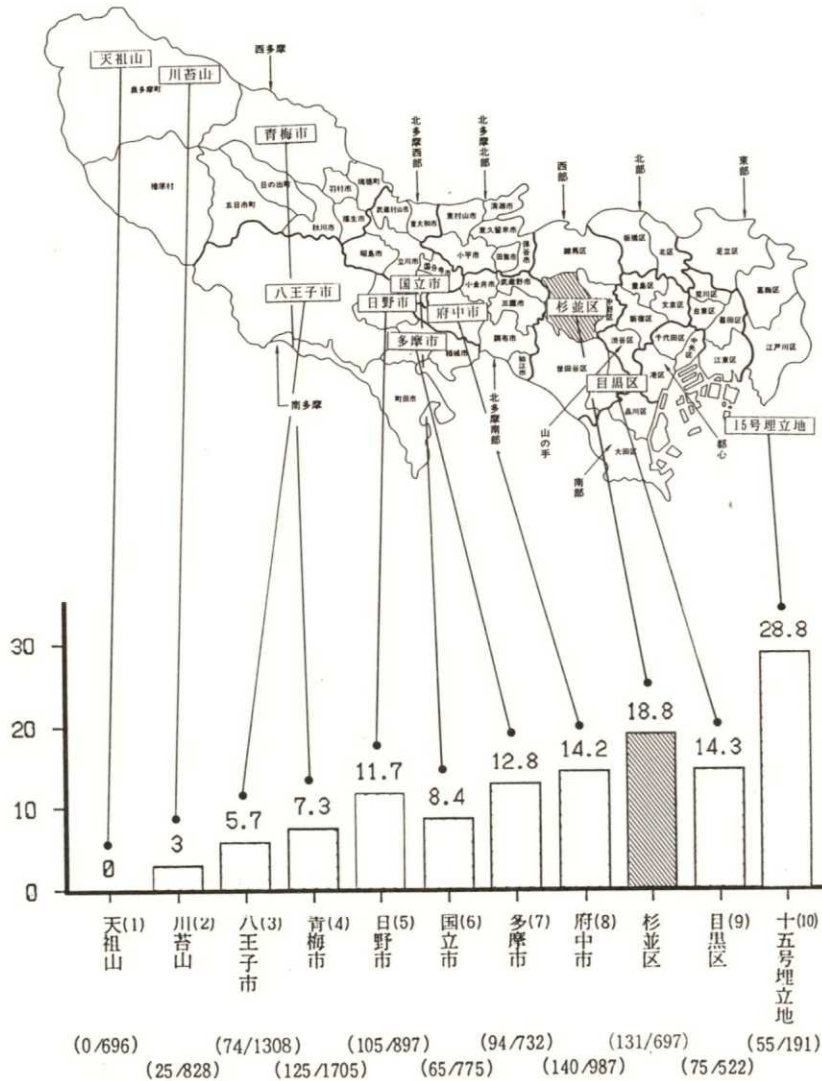 天祖山
川苔山
西多摩
奥多摩町
青梅市
北多摩西部
北多摩北部
西部
北部
東部
檜原村
日の出町
五日市町
羽村市
瑞穂町
福生市
秋川市
武蔵村山市
東大和市
東村山市
清瀬市
東久留米市
保谷市
田無市
小平市
昭島市
立川市
国分寺市
小金井市
武蔵野市
三鷹市
調布市
狛江市
稲城市
町田市
八王子市
国立市
日野市
府中市
多摩市
南多摩
北多摩南部
練馬区
板橋区
北区
足立区
葛飾区
江戸川区
豊島区
文京区
荒川区
台東区
墨田区
江東区
中野区
新宿区
千代田区
中央区
杉並区
渋谷区
港区
世田谷区
目黒区
品川区
大田区
山の手
南部
都心
15号埋立地
30
20
10
0
0
3
5.7
7.3
11.7
8.4
12.8
14.2
18.8
14.3
28.8
天祖山(1)
川苔山(2)
八王子市(3)
青梅市(4)
日野市(5)
国立市(6)
多摩市(7)
府中市(8)
杉並区
目黒区(9)
十五号埋立地(10)
(0/696)
(25/828)
(74/1308)
(125/1705)
(105/897)
(65/775)
(94/732)
(140/987)
(131/697)
(75/522)
(55/191)